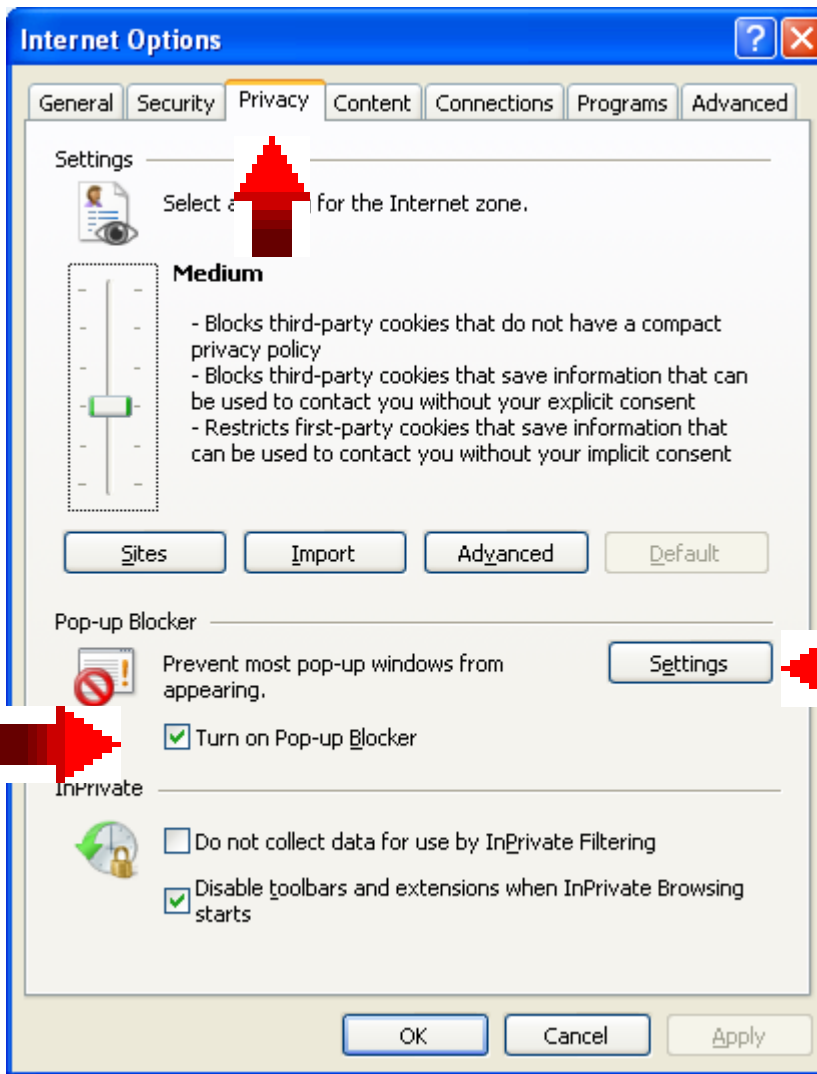 Internet Options
General Security Privacy Content Connections Programs Advanced
Settings
Select a for the Internet zone.
Medium
- Blocks third-party cookies that do not have a compact
privacy policy
- Blocks third-party cookies that save information that can
be used to contact you without your explicit consent
- Restricts first-party cookies that save information that
can be used to contact you without your implicit consent
Sites Import Advanced Default
Pop-up Blocker
Prevent most pop-up windows from
appearing.
Settings
Turn on Pop-up Blocker
InPrivate
Do not collect data for use by InPrivate Filtering
Disable toolbars and extensions when InPrivate Browsing
starts
OK Cancel Apply